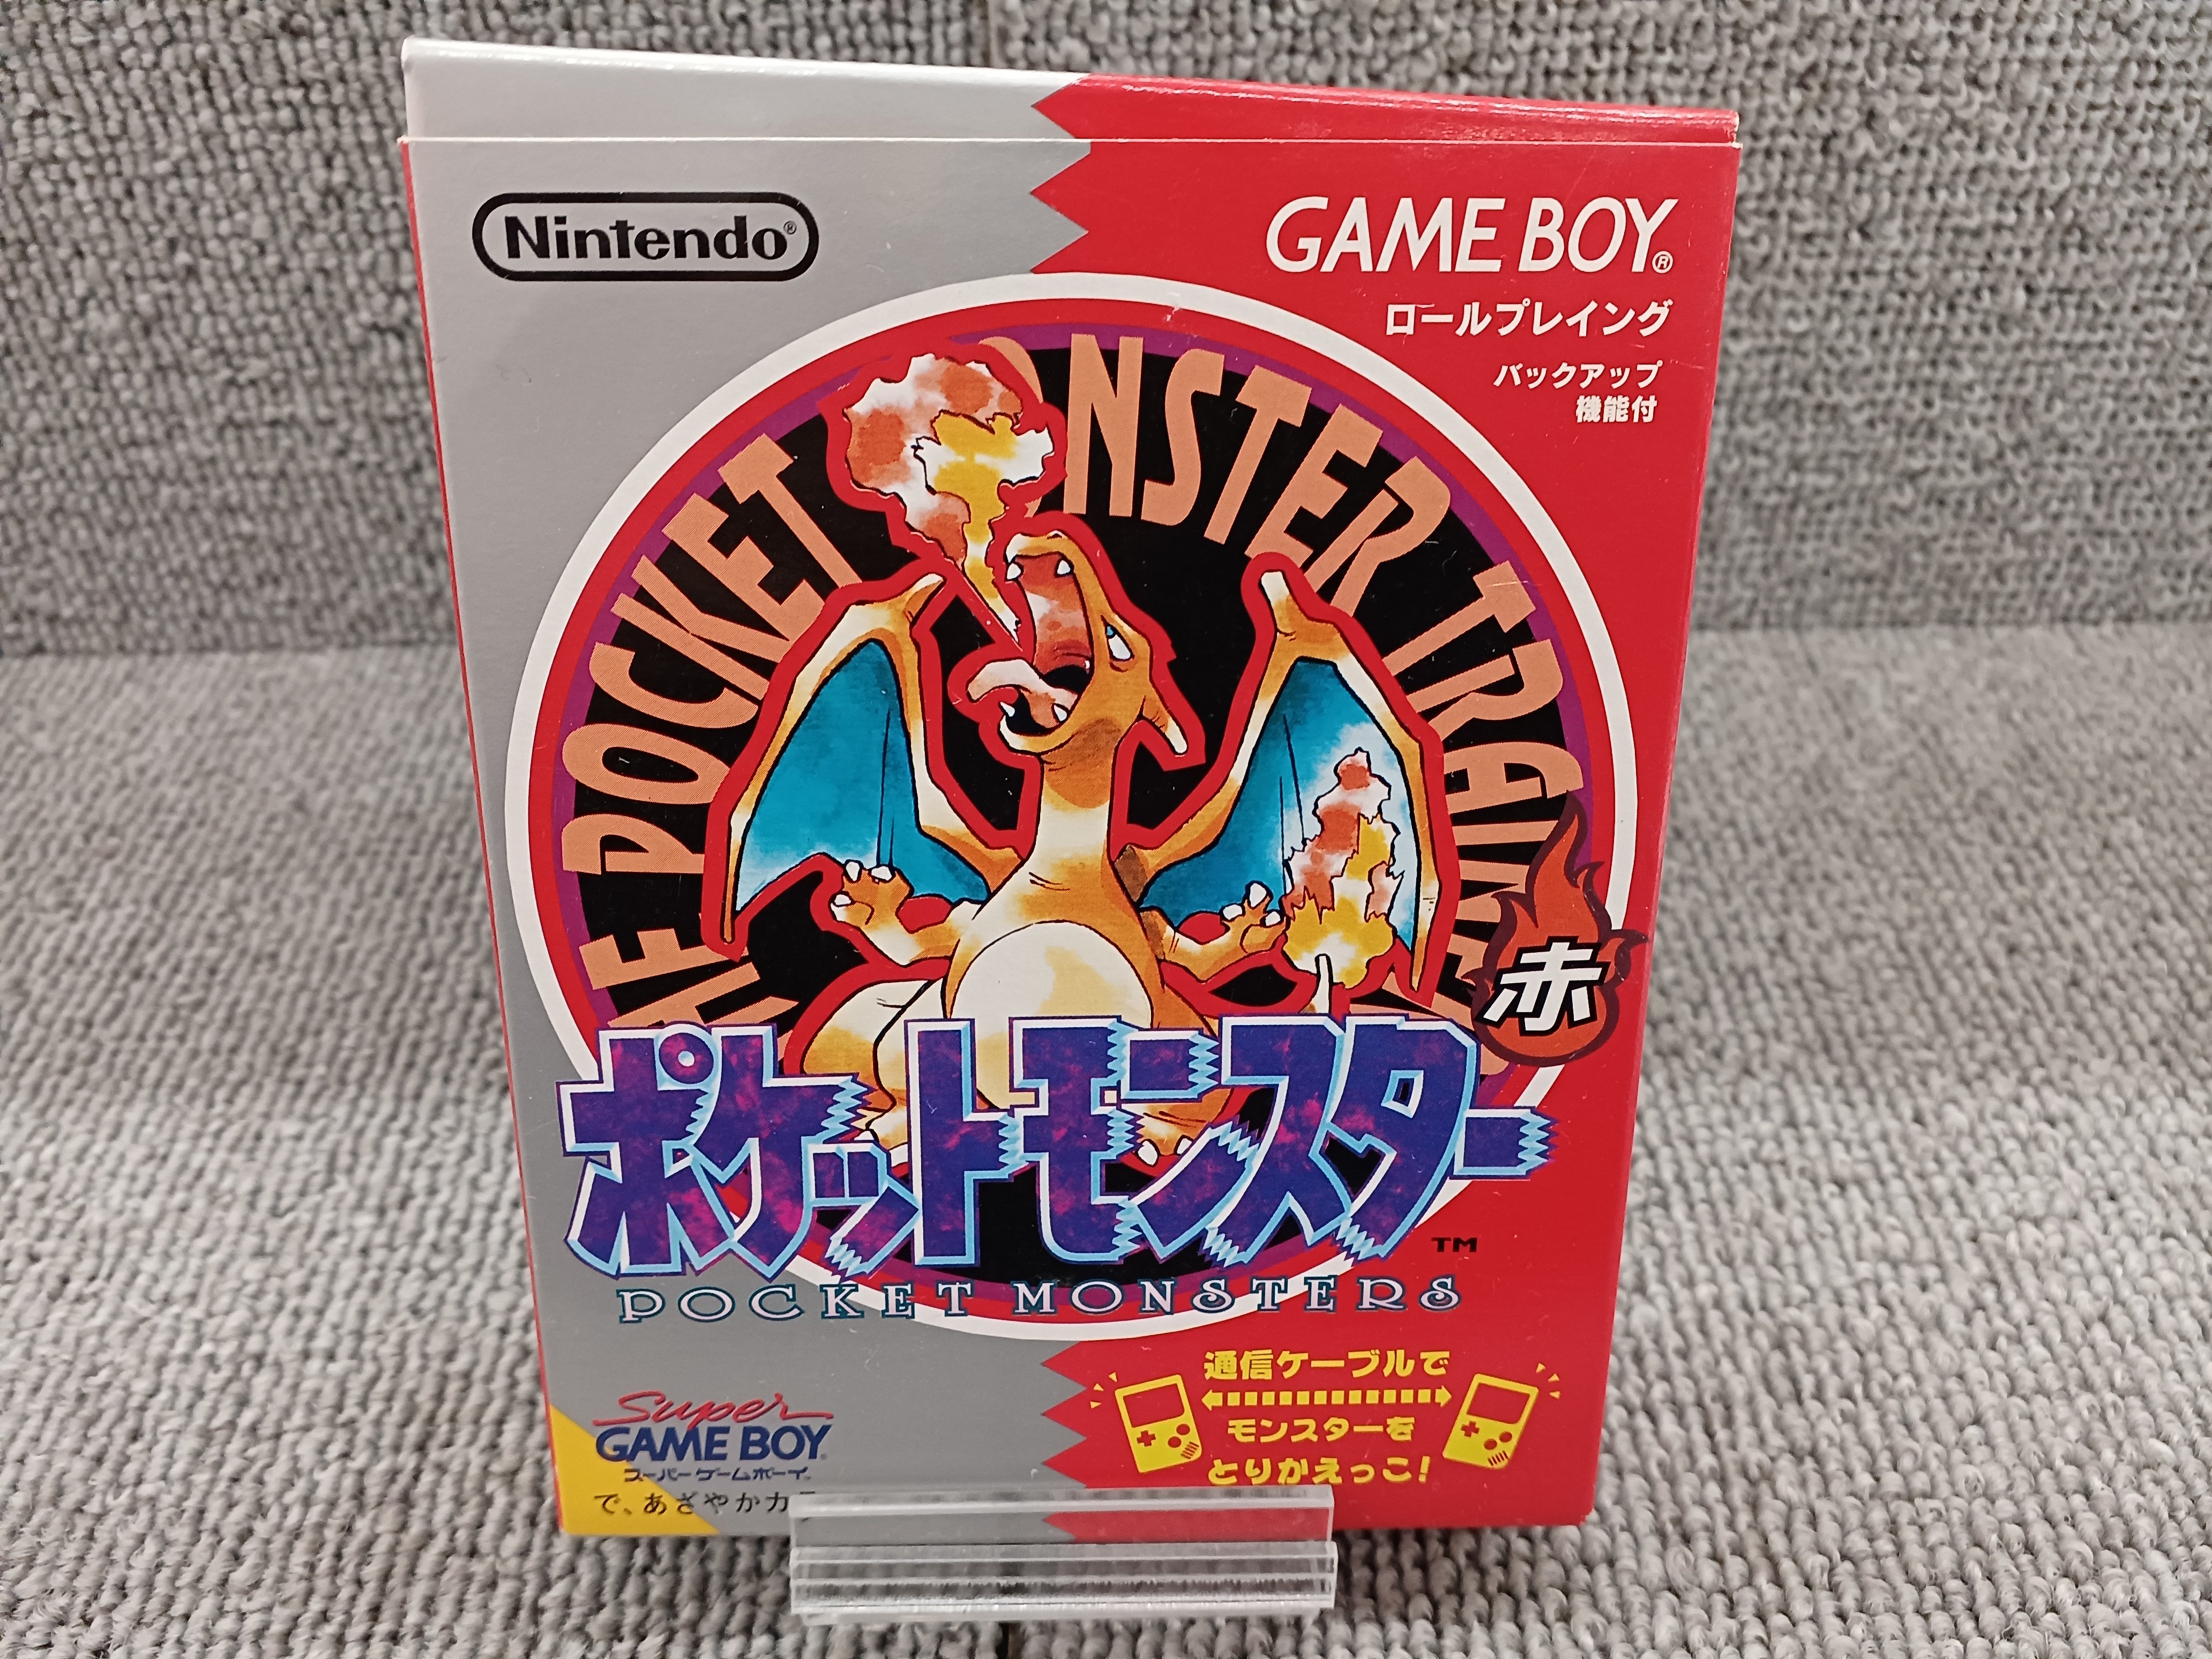 Nintendo®
GAME BOY®
ロールプレイング
バックアップ
機能付
POCKET MONSTER
赤
ポケットモンスター
TM
POCKET MONSTERS
Super
GAME BOY
スーパーゲームボーイ
で、あざやかカラ
通信ケーブルで
モンスターを
とりかえっこ!